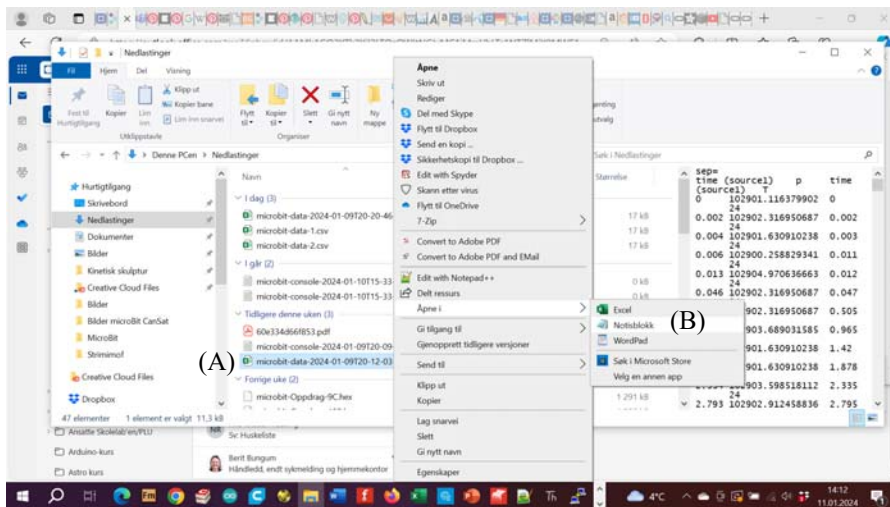 Nedlastinger
Fil Hjem Del Visning
Fest til Hurtigtilgang
Kopier
Lim inn
Klipp ut
Kopier bane
Lim inn snarvei
Flytt til
Kopier til
Slett
Gi nytt navn
Ny mappe
Utklippstavle
Organiser
Denne PCen > Nedlastinger
Søk i Nedlastinger
Hurtigtilgang
Skrivebord
Nedlastinger
Dokumenter
Bilder
Kinetisk skulptur
Creative Cloud Files
Bilder
Bilder microBit CanSat
MicroBit
Strimimof
Creative Cloud Files
Dropbox
47 elementer 1 element er valgt 11,3 kB
Navn
Størrelse
I dag (3)
microbit-data-2024-01-09T20-20-46
17 kB
microbit-data-1.csv
17 kB
microbit-data-2.csv
17 kB
I går (2)
microbit-console-2024-01-10T15-33
0 kB
microbit-console-2024-01-10T15-33
0 kB
Tidligere denne uken (3)
60e334d66f853.pdf
microbit-console-2024-01-09T20-09
(A)
microbit-data-2024-01-09T20-12-03
Forrige uke (2)
microbit-Oppdrag-9C.hex
1 291 kB
Åpne
Skriv ut
Rediger
Del med Skype
Flytt til Dropbox
Send en kopi ...
Sikkerhetskopi til Dropbox ...
Edit with Spyder
Skann etter virus
Flytt til OneDrive
7-Zip
Convert to Adobe PDF
Convert to Adobe PDF and EMail
Edit with Notepad++
Delt ressurs
Åpne i
Gi tilgang til
Gjenopprett tidligere versjoner
Send til
Klipp ut
Kopier
Lag snarvei
Slett
Gi nytt navn
Egenskaper
Excel
Notisblokk
(B)
WordPad
Søk i Microsoft Store
Velg en annen app
sep=
time (source1) p time
(source1) T
0 102901.116379902 0
24
0.002 102902.316950687 0.002
24
0.004 102901.630910238 0.003
24
0.006 102900.258829341 0.011
24
0.013 102904.970636663 0.012
24
0.046 102902.316950687 0.047
24
902.316950687 0.505
903.689031585 0.965
901.630910238 1.42
901.630910238 1.878
903.598518112 2.335
24
2.793 102902.912458836 2.795
Ansatte Skolelab'en/PLU
Arduino-kurs
Astro kurs
Sv: Huskeliste
Berit Bungum
Håndledd, endt sykmelding og hjemmekontor
4°C
14:12
11.01.2024